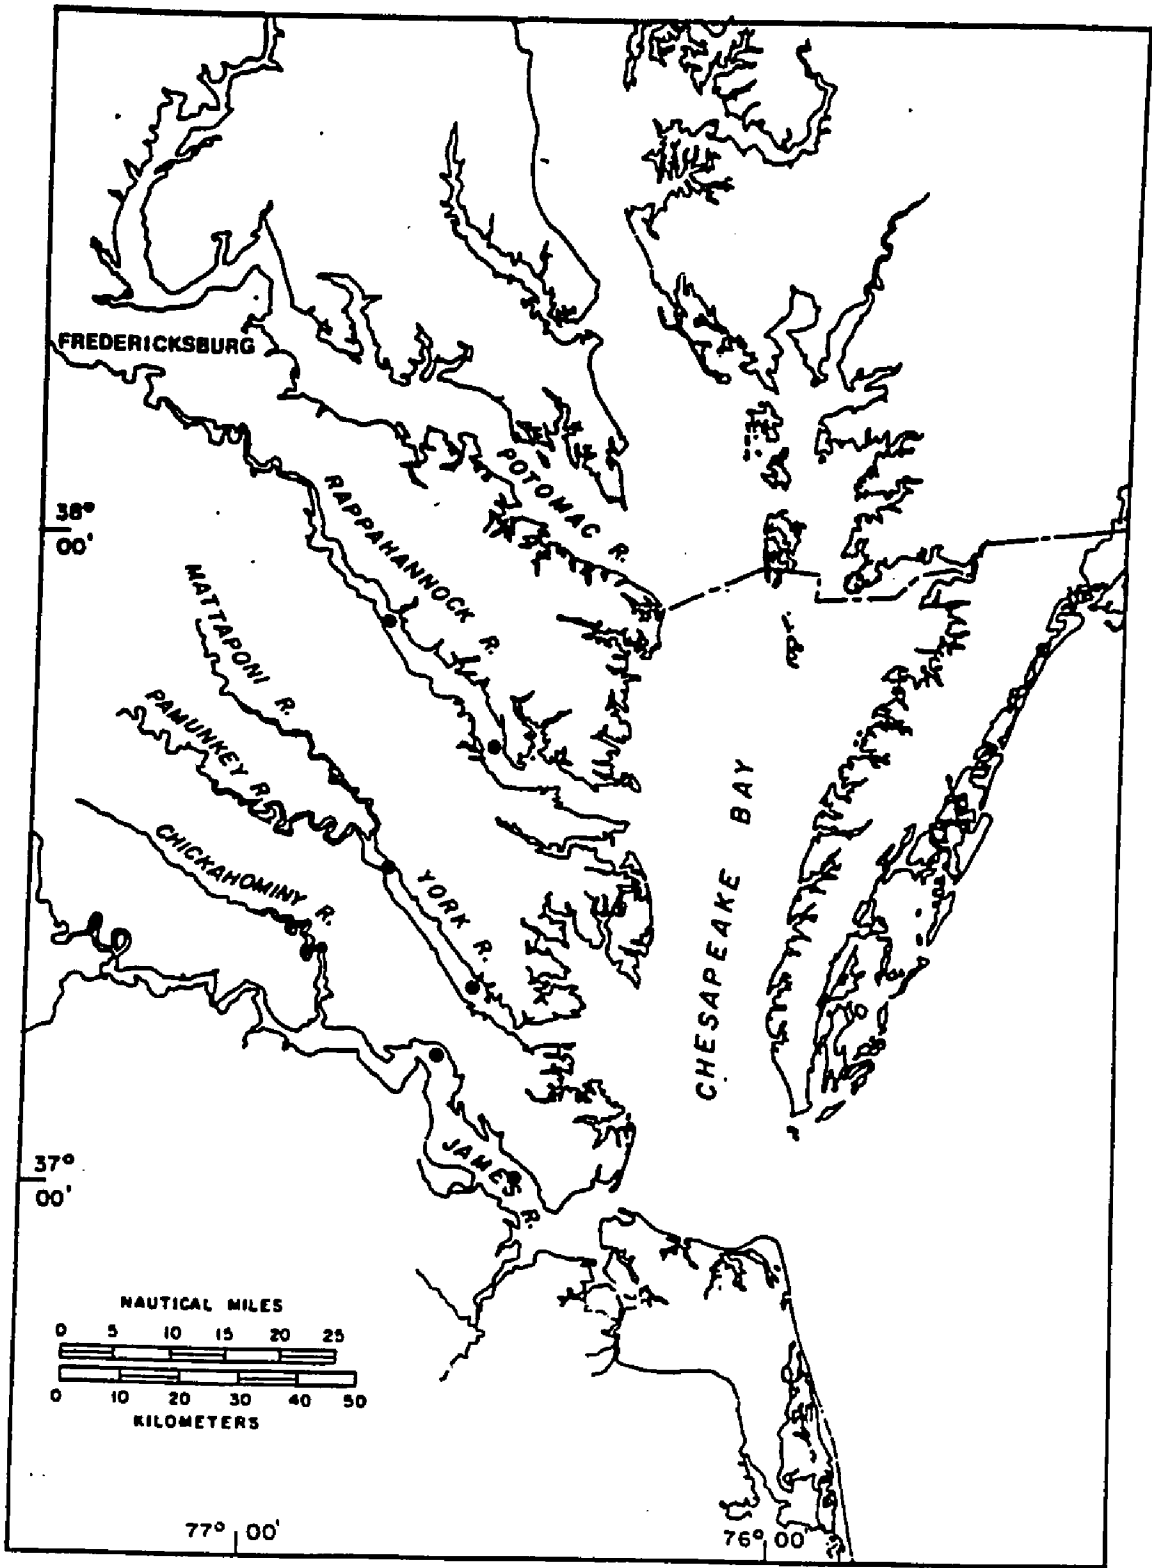 FREDERICKSBURG
POTOMAC R.
RAPPAHANNOCK R.
38°
00'
MATTAPONI R.
PAMUNKEY R.
CHICKAHOMINY R.
YORK R.
CHESAPEAKE BAY
JAMES R.
37°
00'
NAUTICAL MILES
0 5 10 15 20 25
0 10 20 30 40 50
KILOMETERS
77° 00'
76° 00'